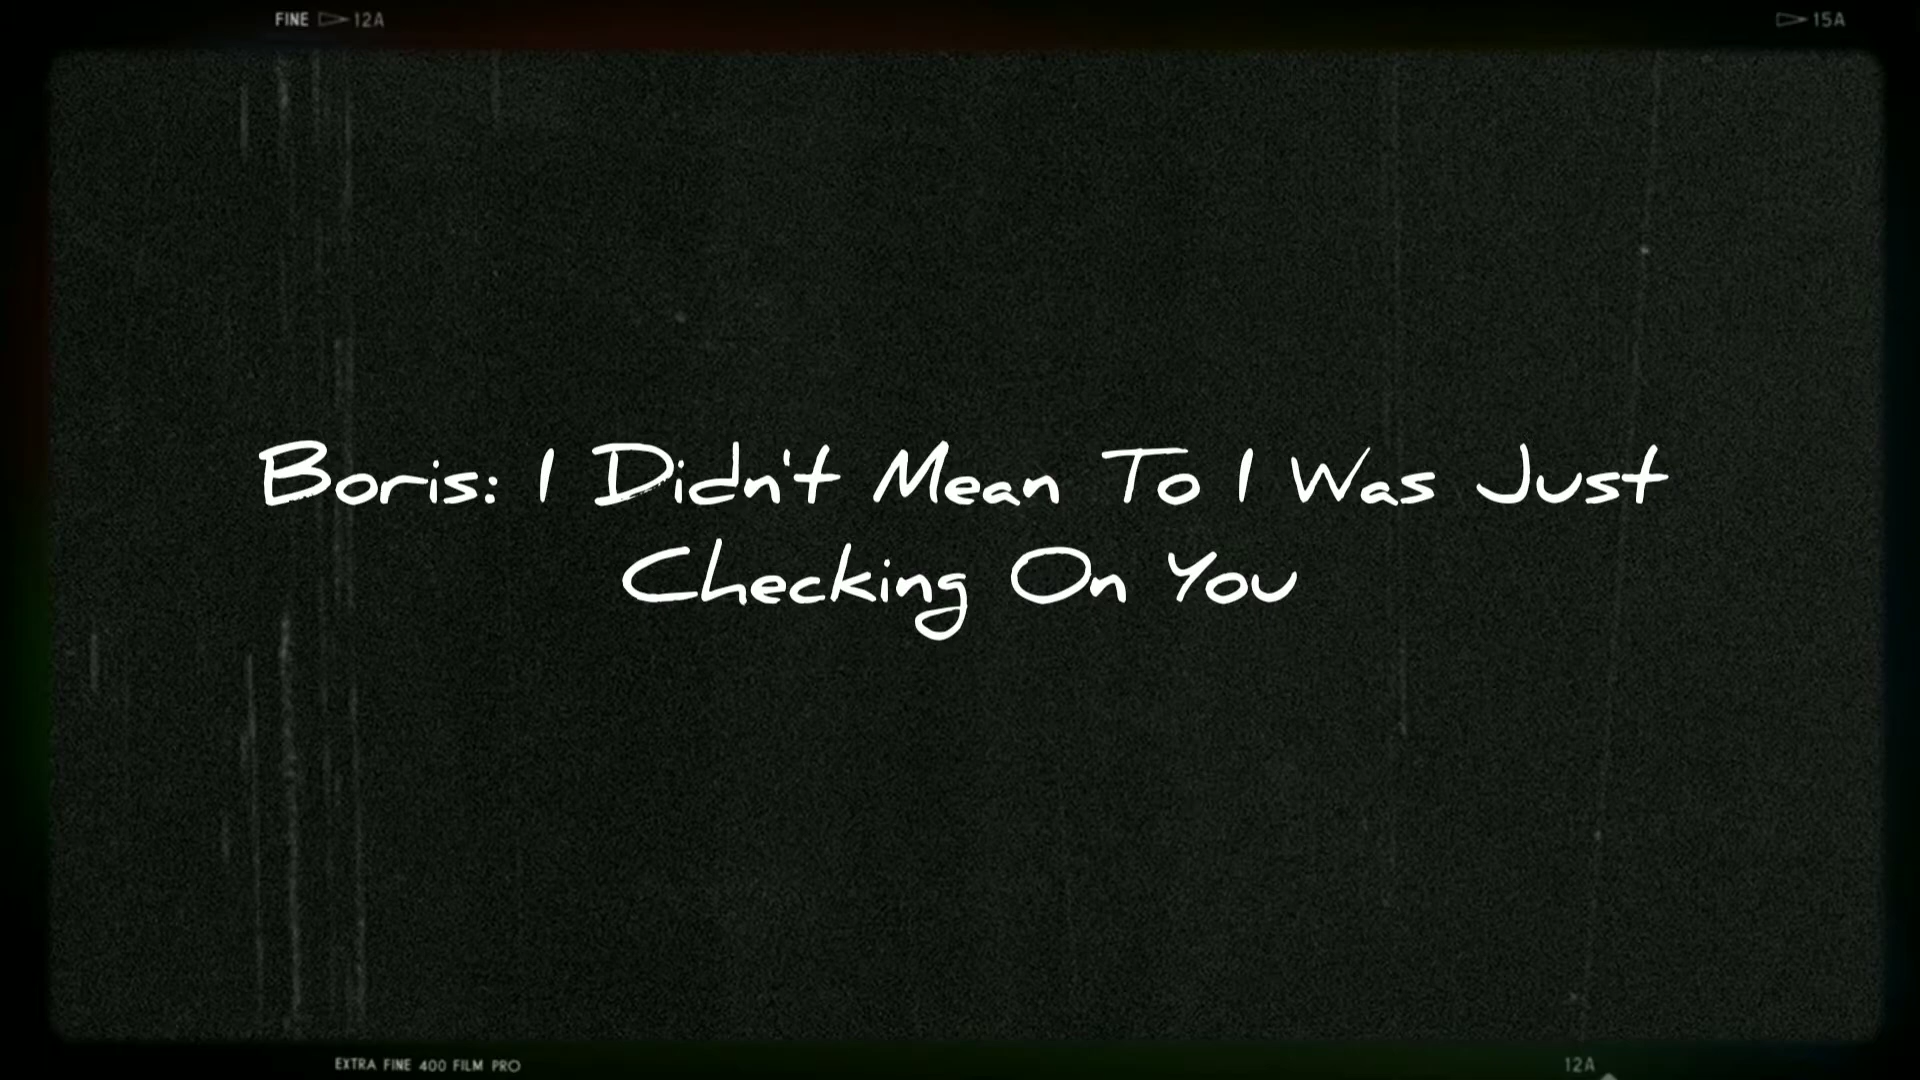 FINE ▷ 12A
▷ 15A
Boris: I Didn't Mean To I Was Just
Checking On You
EXTRA FINE 400 FILM PRO
12A